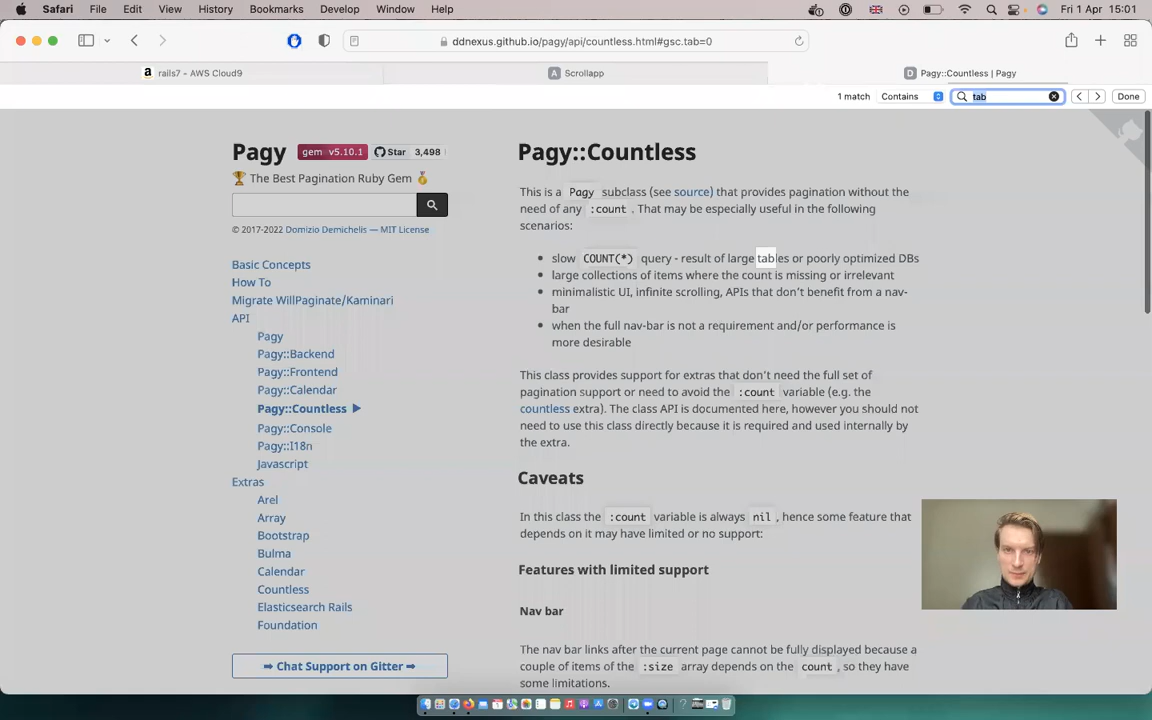 Safari File Edit View History Bookmarks Develop Window Help Fri 1 Apr 15:01
ddnexus.github.io/pagy/api/countless.html#gsc.tab=0
rails7 - AWS Cloud9
Scrollapp
Pagy::Countless | Pagy
1 match Contains tab Done
Pagy gem v5.10.1 Star 3,498
🏆 The Best Pagination Ruby Gem 🥇
© 2017-2022 Domizio Demichelis — MIT License
Basic Concepts
How To
Migrate WillPaginate/Kaminari
API
Pagy
Pagy::Backend
Pagy::Frontend
Pagy::Calendar
Pagy::Countless ▶
Pagy::Console
Pagy::I18n
Javascript
Extras
Arel
Array
Bootstrap
Bulma
Calendar
Countless
Elasticsearch Rails
Foundation
➡ Chat Support on Gitter ➡
Pagy::Countless
This is a Pagy subclass (see source) that provides pagination without the
need of any :count . That may be especially useful in the following
scenarios:
• slow COUNT(*) query - result of large tables or poorly optimized DBs
• large collections of items where the count is missing or irrelevant
• minimalistic UI, infinite scrolling, APIs that don't benefit from a nav-
bar
• when the full nav-bar is not a requirement and/or performance is
more desirable
This class provides support for extras that don't need the full set of
pagination support or need to avoid the :count variable (e.g. the
countless extra). The class API is documented here, however you should not
need to use this class directly because it is required and used internally by
the extra.
Caveats
In this class the :count variable is always nil , hence some feature that
depends on it may have limited or no support:
Features with limited support
Nav bar
The nav bar links after the current page cannot be fully displayed because a
couple of items of the :size array depends on the count , so they have
some limitations.